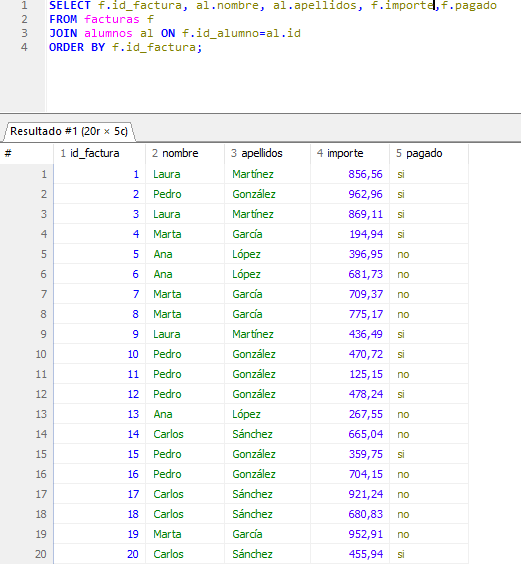 1 SELECT f.id_factura, al.nombre, al.apellidos, f.importe,f.pagado
2 FROM facturas f
3 JOIN alumnos al ON f.id_alumno=al.id
4 ORDER BY f.id_factura;
Resultado #1 (20r × 5c)
# 1 id_factura 2 nombre 3 apellidos 4 importe 5 pagado
1 1 Laura Martínez 856,56 si
2 2 Pedro González 962,96 si
3 3 Laura Martínez 869,11 si
4 4 Marta García 194,94 si
5 5 Ana López 396,95 no
6 6 Ana López 681,73 no
7 7 Marta García 709,37 no
8 8 Marta García 775,17 no
9 9 Laura Martínez 436,49 si
10 10 Pedro González 470,72 si
11 11 Pedro González 125,15 no
12 12 Pedro González 478,24 si
13 13 Ana López 267,55 no
14 14 Carlos Sánchez 665,04 no
15 15 Pedro González 359,75 si
16 16 Pedro González 704,15 no
17 17 Carlos Sánchez 921,24 no
18 18 Carlos Sánchez 680,83 no
19 19 Marta García 952,91 no
20 20 Carlos Sánchez 455,94 si